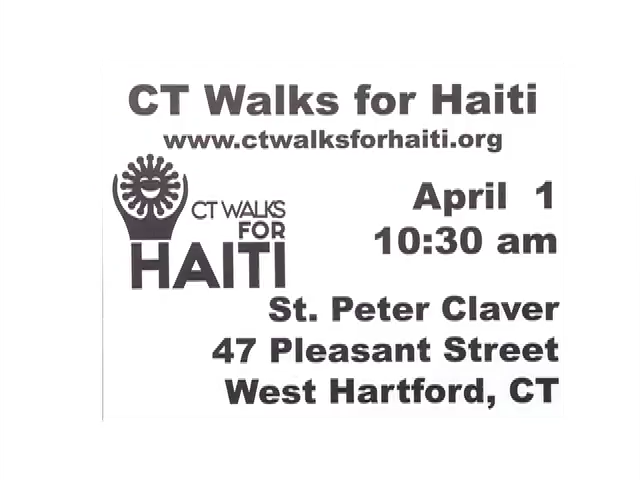 CT Walks for Haiti
www.ctwalksforhaiti.org
CT WALKS
FOR
HAITI
April 1
10:30 am
St. Peter Claver
47 Pleasant Street
West Hartford, CT